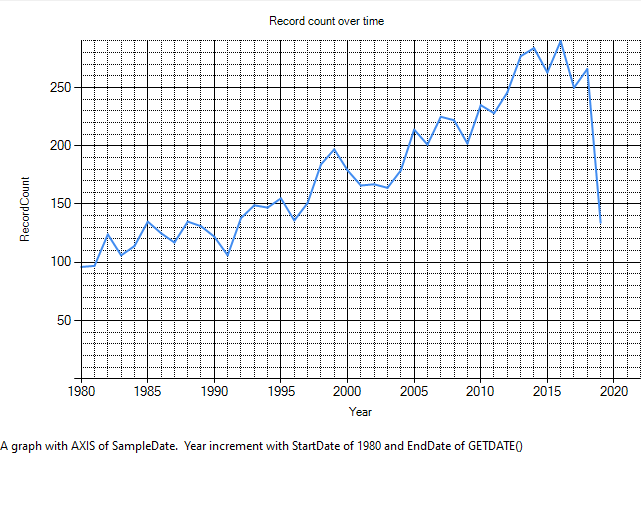 Record count over time
RecordCount
250
200
150
100
50
1980 1985 1990 1995 2000 2005 2010 2015 2020
Year
A graph with AXIS of SampleDate.  Year increment with StartDate of 1980 and EndDate of GETDATE()